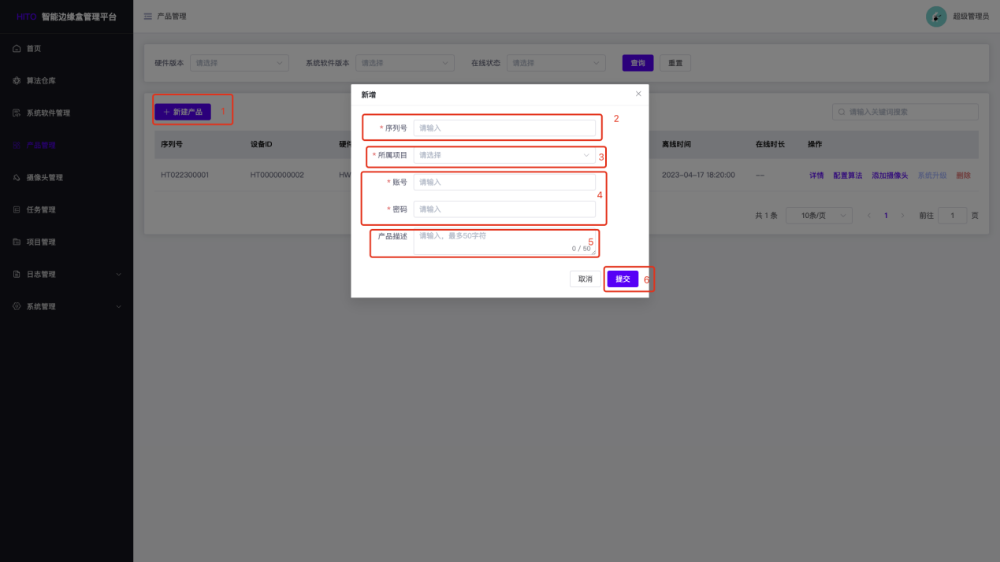 HITO 智能边缘盒管理平台
产品管理
超级管理员
首页
算法仓库
系统软件管理
产品管理
摄像头管理
任务管理
项目管理
日志管理
系统管理
硬件版本 请选择 系统软件版本 请选择 在线状态 请选择 查询 重置
+ 新建产品 1
请输入关键词搜索
序列号 设备ID 硬件 离线时间 在线时长 操作
HT022300001 HT0000000002 HW 2023-04-17 18:20:00 -- 详情 配置算法 添加摄像头 系统升级 删除
共 1 条 10条/页 1 前往 1 页
新增
* 序列号 请输入 2
* 所属项目 请选择 3
* 账号 请输入
4
* 密码 请输入
产品描述 请输入，最多50字符
0 / 50 5
取消 提交 6